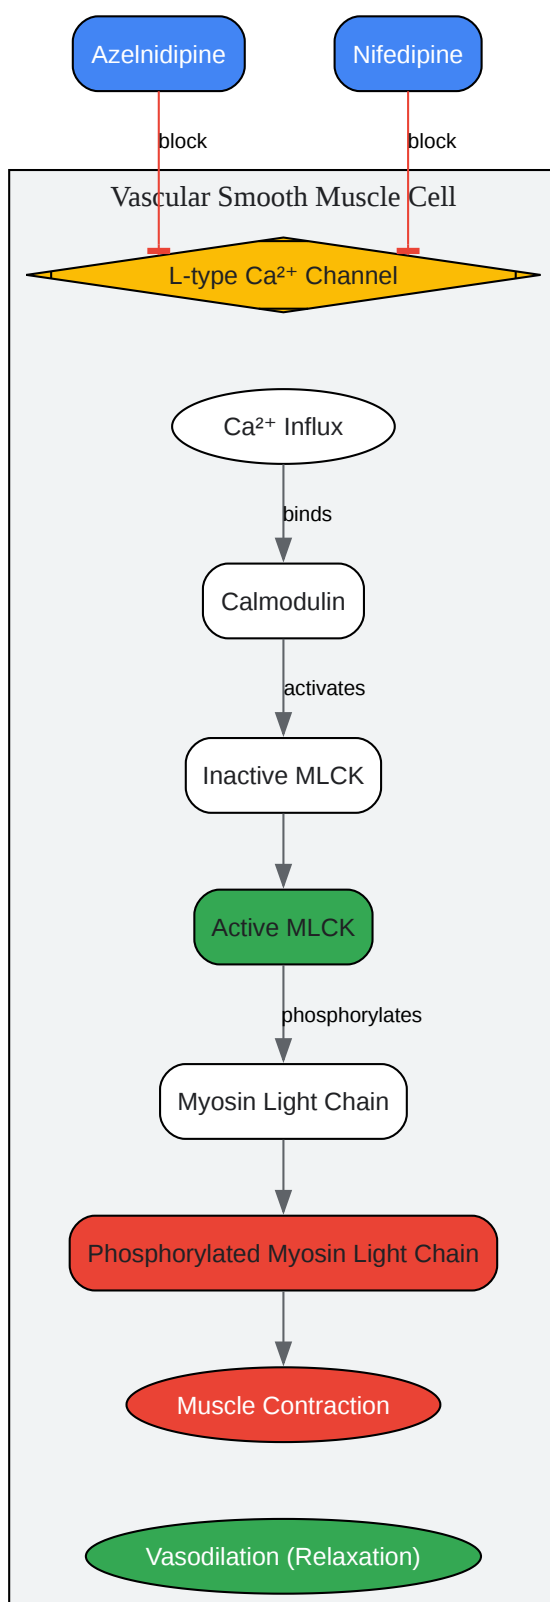 Azelnidipine
Nifedipine
block
block
Vascular Smooth Muscle Cell
L-type Ca²⁺ Channel
Ca²⁺ Influx
binds
Calmodulin
activates
Inactive MLCK
Active MLCK
phosphorylates
Myosin Light Chain
Phosphorylated Myosin Light Chain
Muscle Contraction
Vasodilation (Relaxation)